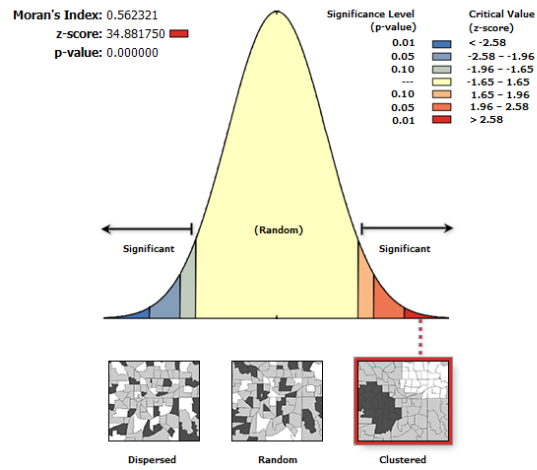 Moran's Index: 0.562321
z-score: 34.881750
p-value: 0.000000
Significance Level
(p-value)
Critical Value
(z-score)
0.01 < -2.58
0.05 -2.58 – -1.96
0.10 -1.96 – -1.65
--- -1.65 – 1.65
0.10 1.65 – 1.96
0.05 1.96 – 2.58
0.01 > 2.58
Significant
(Random)
Significant
Dispersed
Random
Clustered